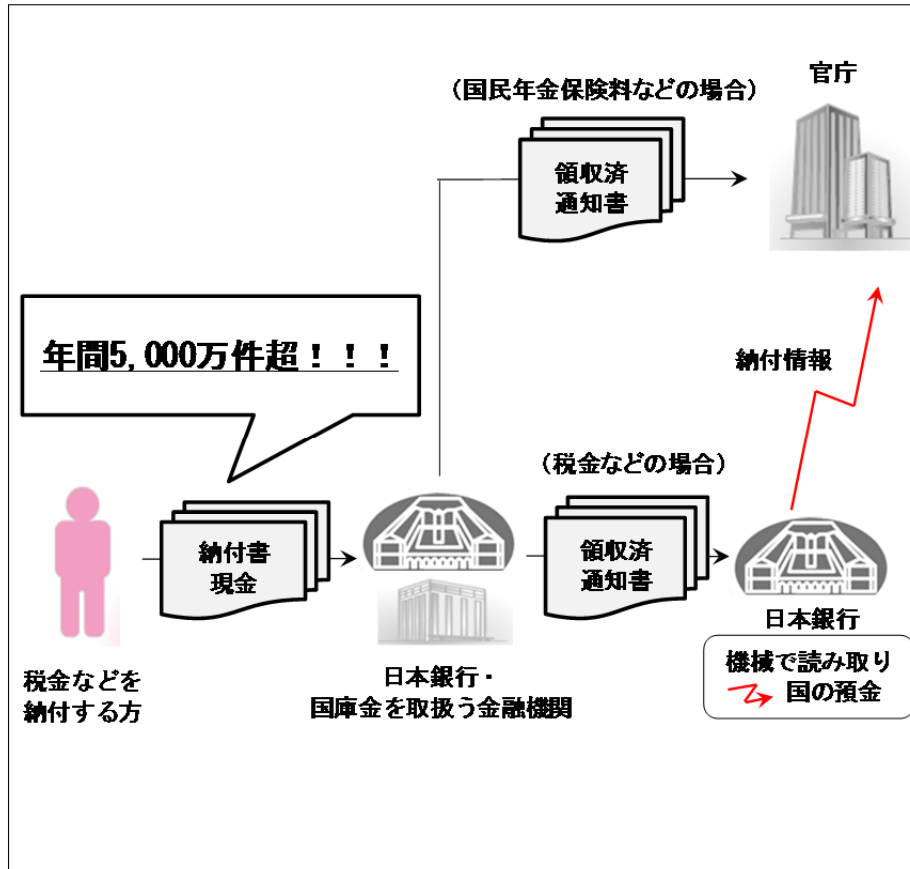 官庁
(国民年金保険料などの場合)
領収済
通知書
年間5,000万件超!!!
納付情報
(税金などの場合)
納付書
現金
領収済
通知書
税金などを
納付する方
日本銀行・
国庫金を取扱う金融機関
日本銀行
機械で読み取り
国の預金